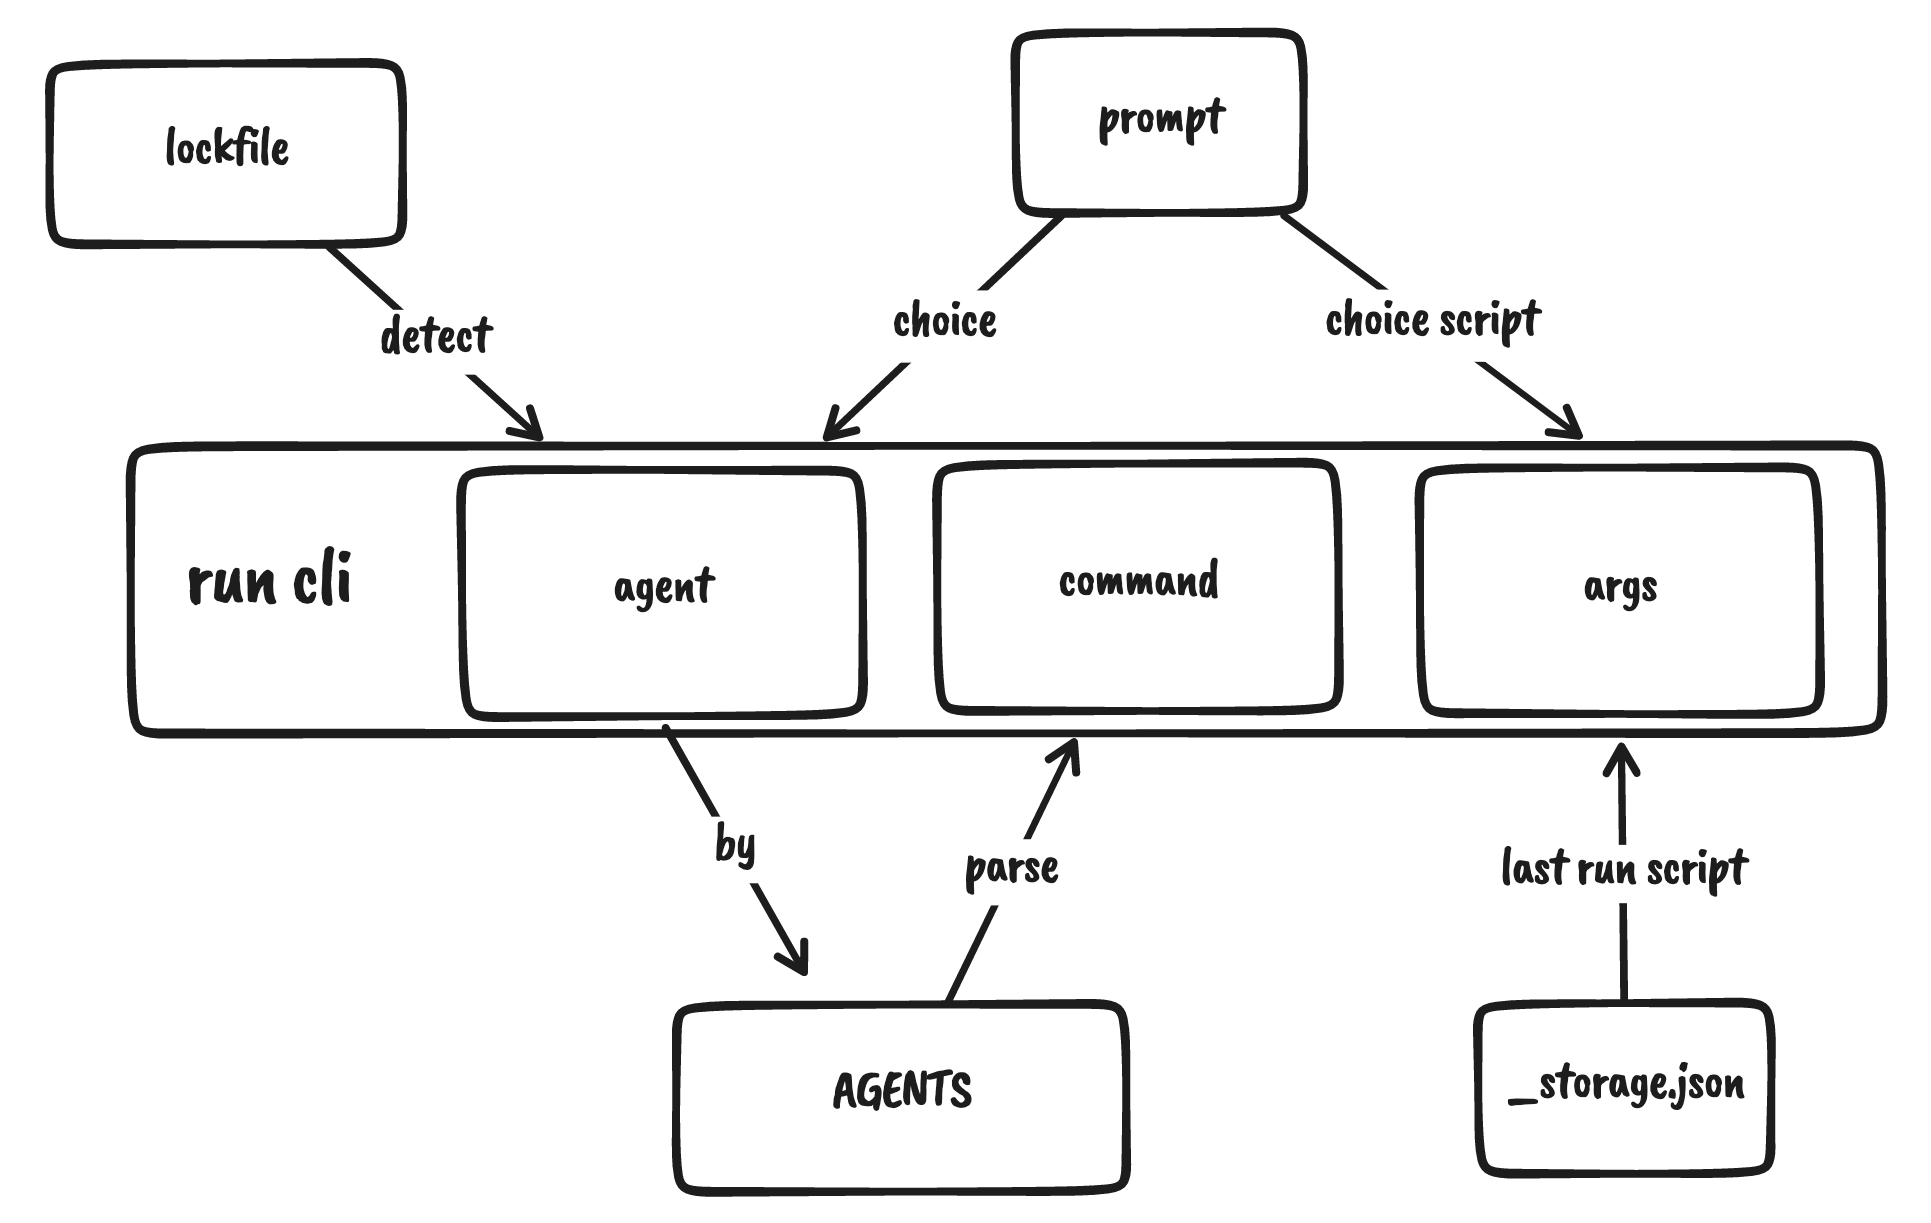 lockfile
prompt
detect
choice
choice script
run cli
agent
command
args
by
parse
last run script
AGENTS
_storage.json